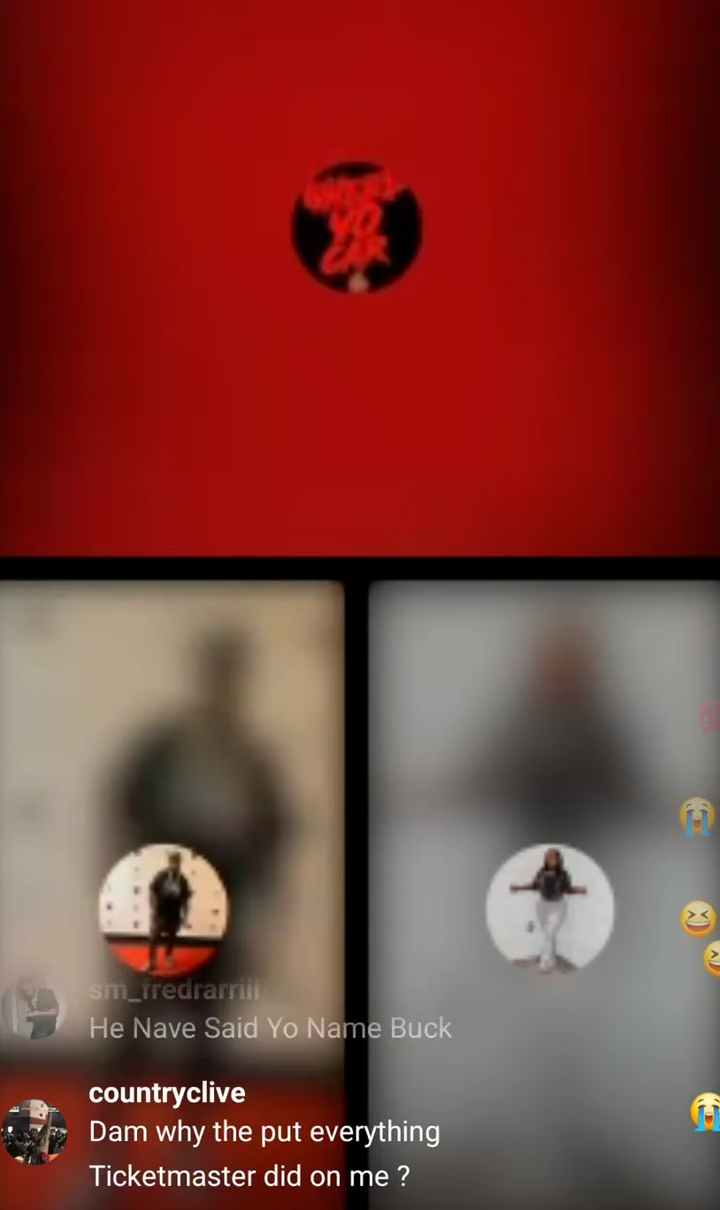 YO
CAR
sm_fredrarriii
He Nave Said Yo Name Buck
countryclive
Dam why the put everything
Ticketmaster did on me ?